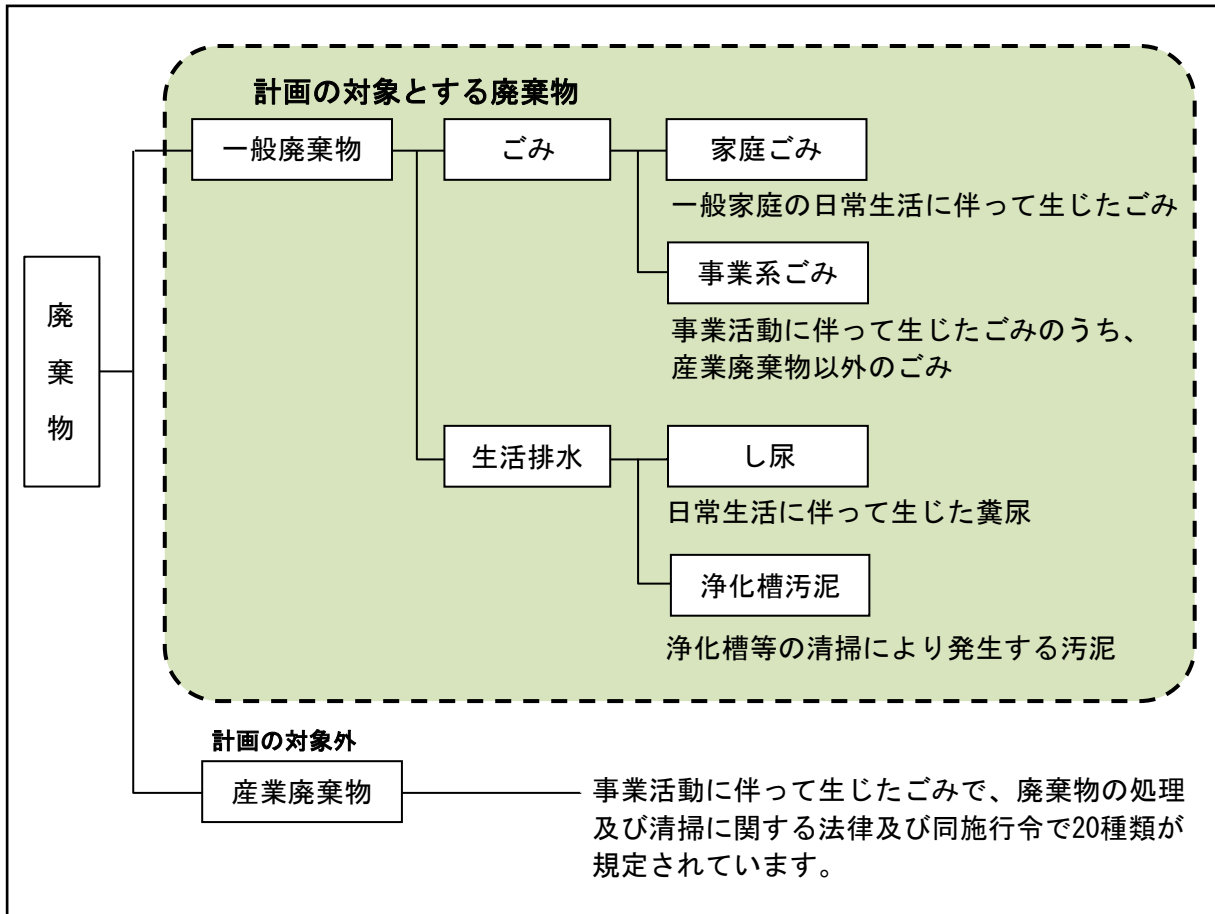 計画の対象とする廃棄物
一般廃棄物
ごみ
家庭ごみ
一般家庭の日常生活に伴って生じたごみ
事業系ごみ
事業活動に伴って生じたごみのうち、
産業廃棄物以外のごみ
廃棄物
生活排水
し尿
日常生活に伴って生じた糞尿
浄化槽汚泥
浄化槽等の清掃により発生する汚泥
計画の対象外
産業廃棄物
事業活動に伴って生じたごみで、廃棄物の処理
及び清掃に関する法律及び同施行令で20種類が
規定されています。